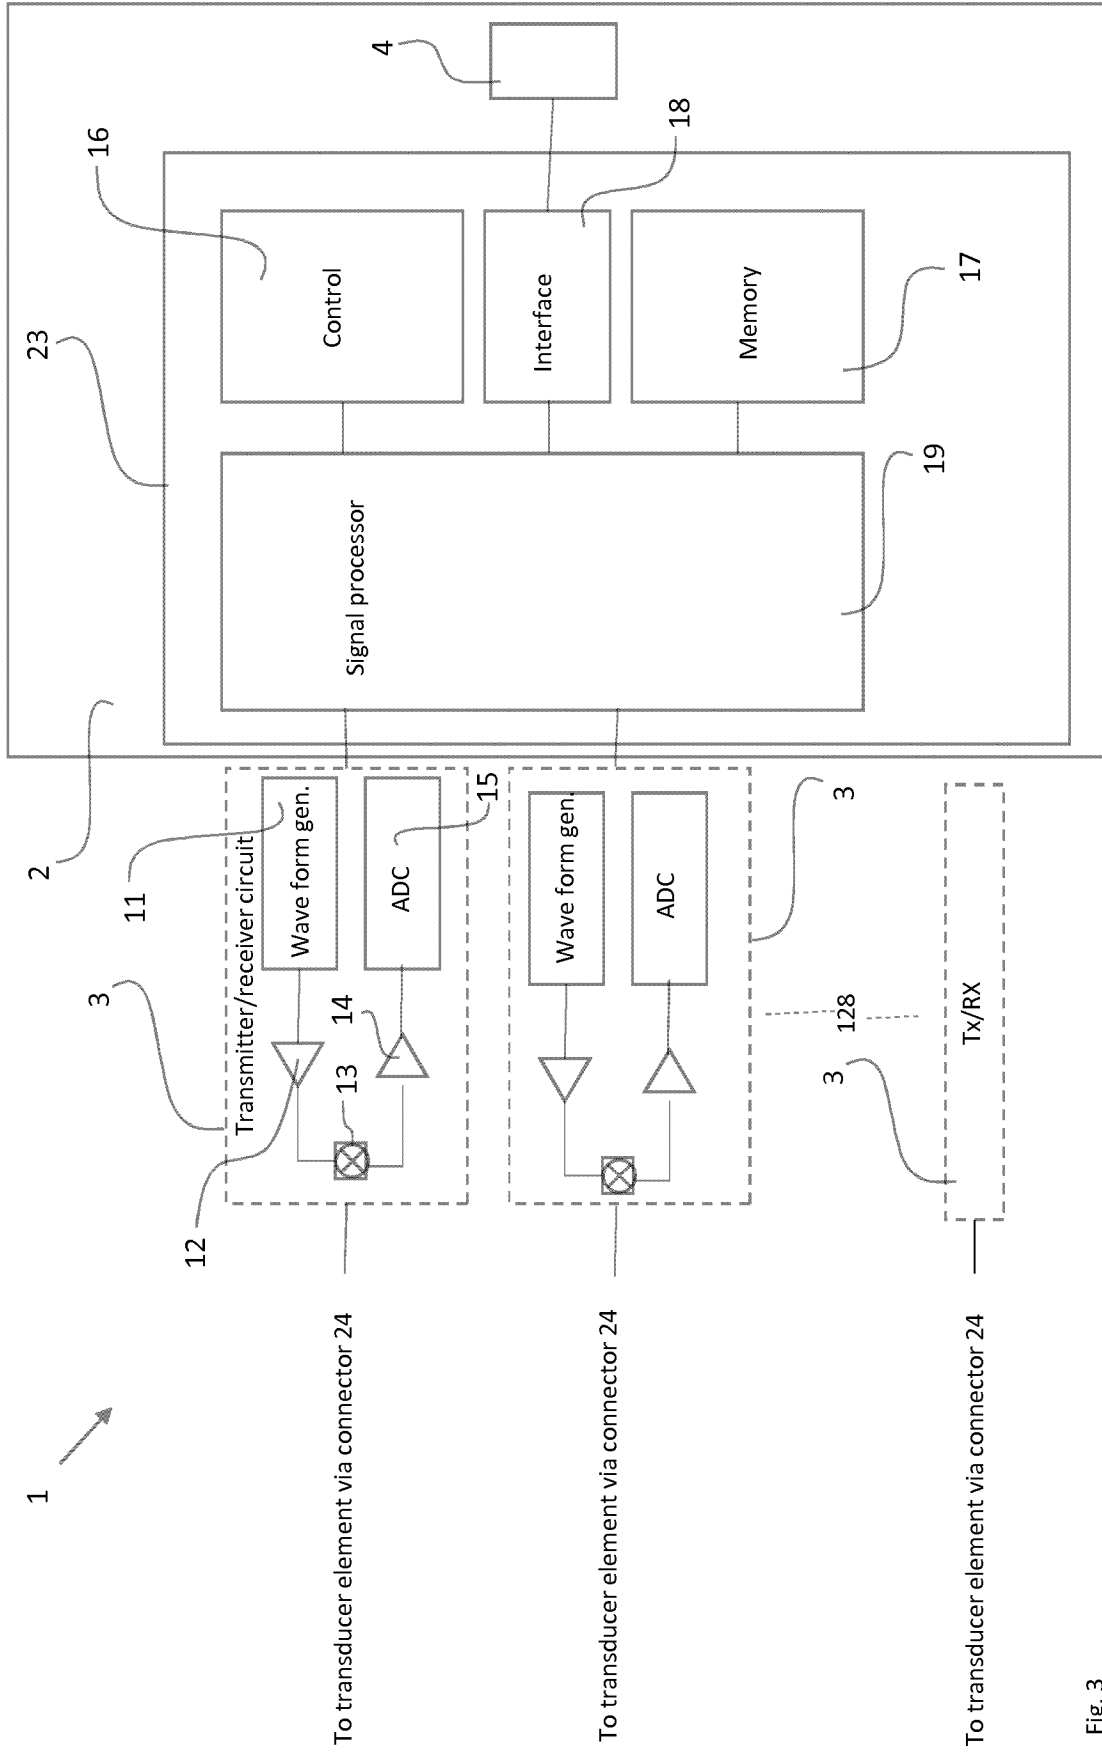 1
2
3
Transmitter/receiver circuit
11
Wave form gen.
12
13
14
ADC
15
To transducer element via connector 24
23
Signal processor
16
Control
Interface
18
4
Memory
17
19
Wave form gen.
ADC
3
To transducer element via connector 24
128
3
Tx/RX
To transducer element via connector 24
Fig. 3